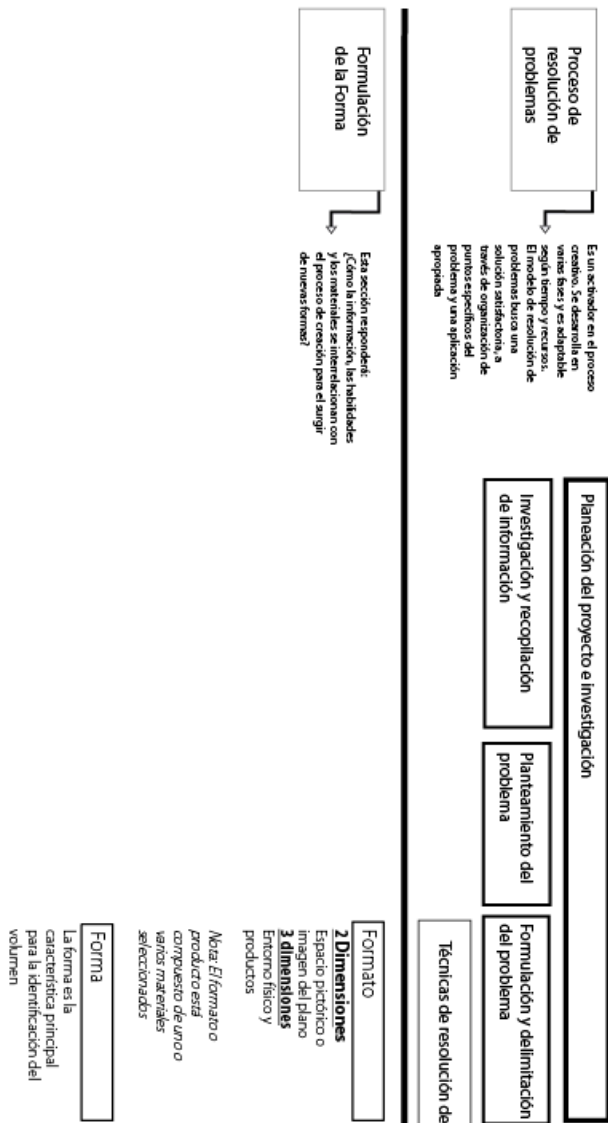 Proceso de
resolución de
problemas
Es un activador en el proceso
creativo. Se desarrolla en
varias fases y es adaptable
según tiempo y recursos.
El modelo de resolución de
problemas busca una
solución satisfactoria, a
través de organización de
puntos específicos del
problema y una aplicación
apropiada
Planeación del proyecto e investigación
Investigación y recopilación
de información
Planteamiento del
problema
Formulación y delimitación
del problema
Técnicas de resolución de
Formulación
de la Forma
Esta sección responderá:
¿Cómo la información, las habilidades
y los materiales se interrelacionan con
el proceso de creación para el surgir
de nuevas formas?
Formato
2 Dimensiones
Espacio pictórico o
imagen del plano
3 dimensiones
Entorno físico y
productos
Nota: El formato o
producto está
compuesto de uno o
varios materiales
seleccionados
Forma
La forma es la
característica principal
para la identificación del
volumen